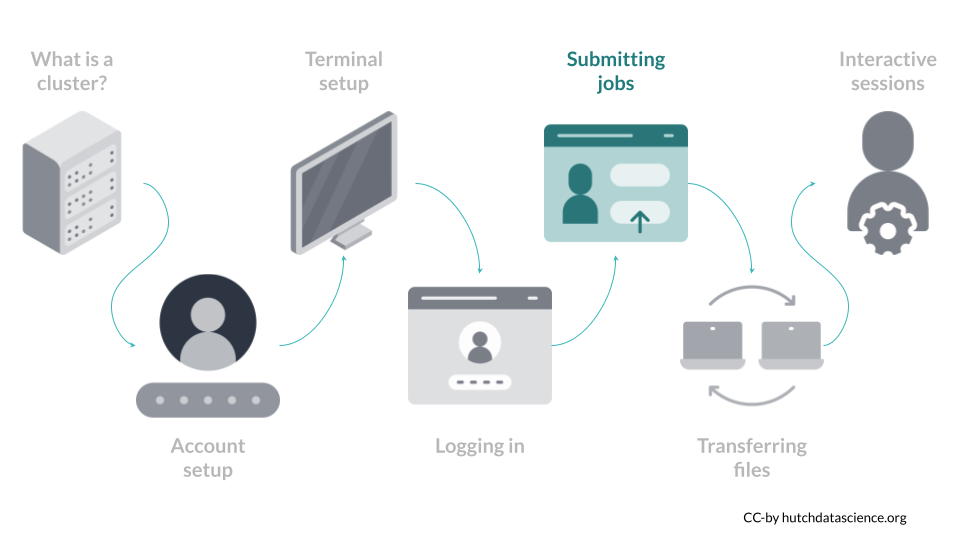 What is a
cluster?
Account
setup
Terminal
setup
Logging in
Submitting
jobs
Transferring
files
Interactive
sessions
CC-by hutchdatascience.org